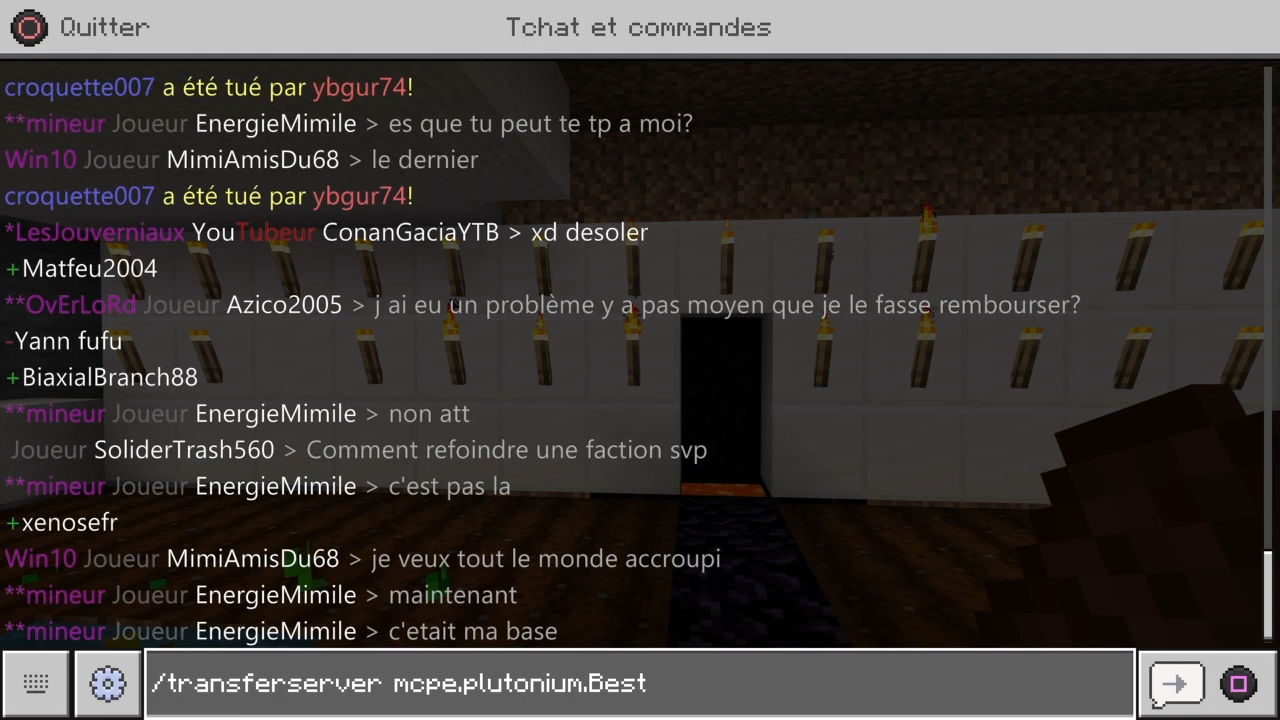 Quitter
Tchat et commandes
croquette007 a été tué par ybgur74!
**mineur Joueur EnergieMimile > es que tu peut te tp a moi?
Win10 Joueur MimiAmisDu68 > le dernier
croquette007 a été tué par ybgur74!
*LesJouverniaux YouTubeur ConanGaciaYTB > xd desoler
+Matfeu2004
**OvErLoRd Joueur Azico2005 > j ai eu un problème y a pas moyen que je le fasse rembourser?
-Yann fufu
+BiaxialBranch88
**mineur Joueur EnergieMimile > non att
Joueur SoliderTrash560 > Comment refoindre une faction svp
**mineur Joueur EnergieMimile > c'est pas la
+xenosefr
Win10 Joueur MimiAmisDu68 > je veux tout le monde accroupi
**mineur Joueur EnergieMimile > maintenant
**mineur Joueur EnergieMimile > c'etait ma base
/transferserver mcpe.plutonium.Best